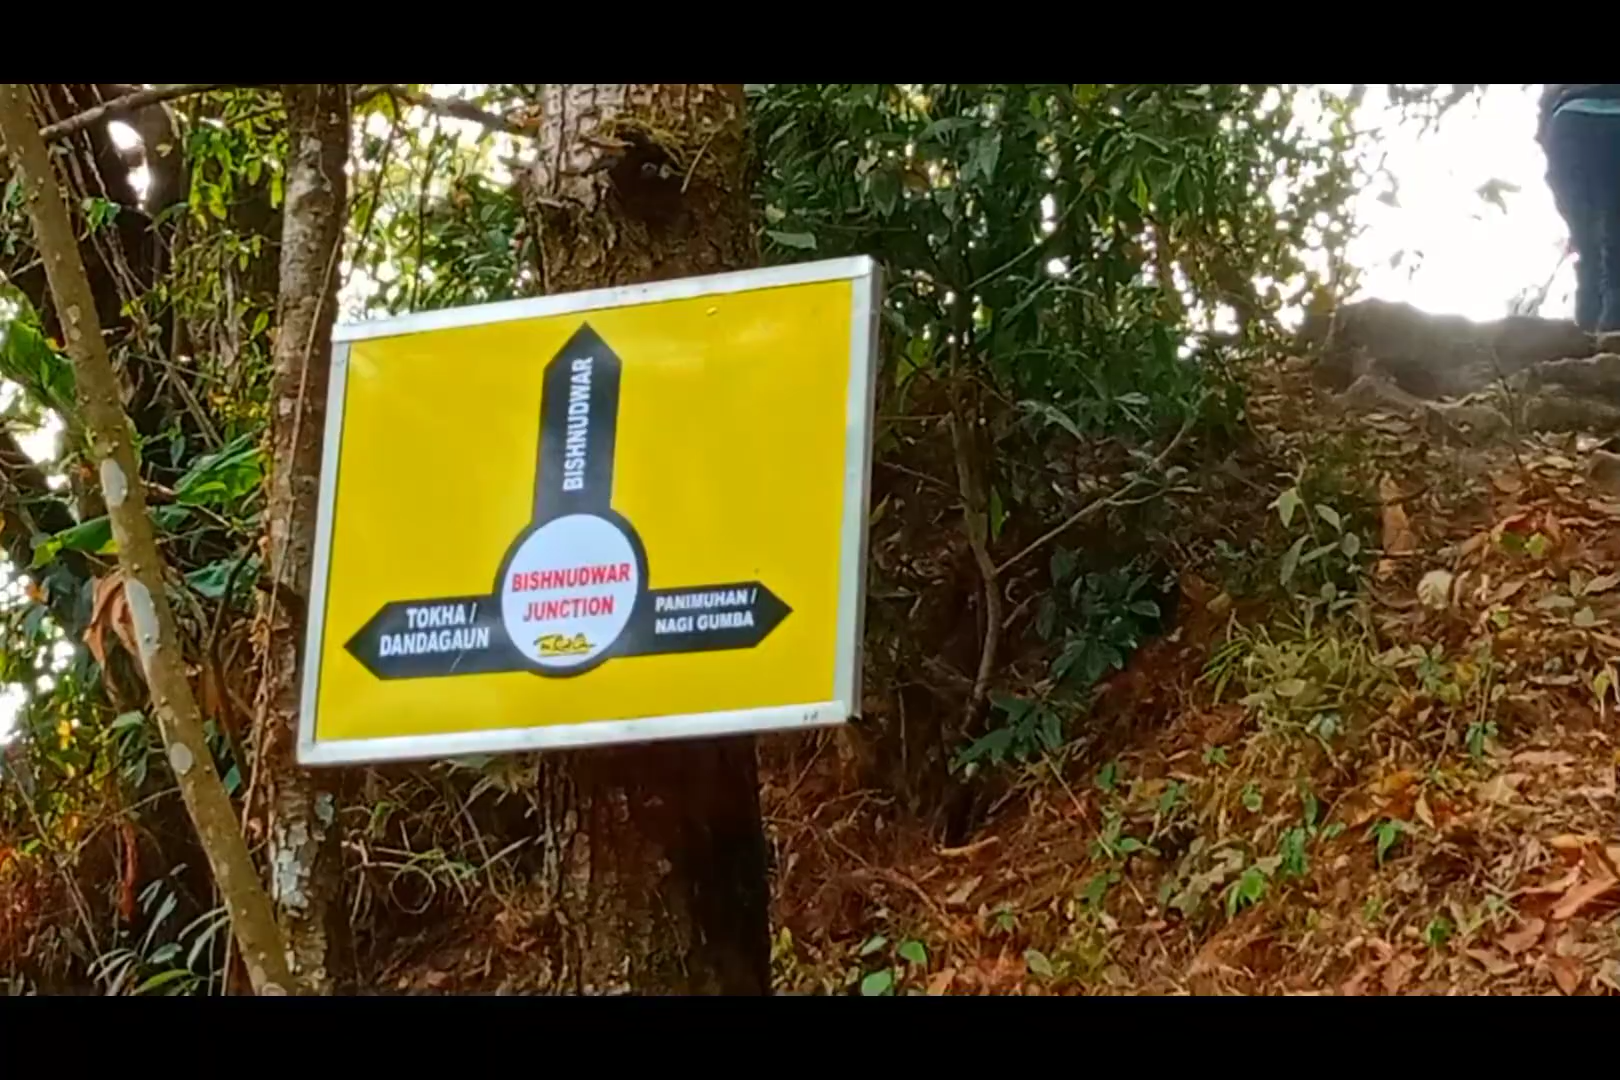 BISHNUDWAR
BISHNUDWAR
JUNCTION
TOKHA /
DANDAGAUN
PANIMUHAN /
NAGI GUMBA